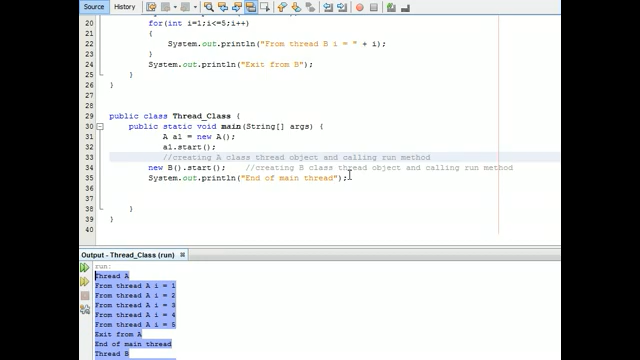 Source History
20 for(int i=1;i<=5;i++)
21 {
22 System.out.println("From thread B i = " + i);
23 }
24 System.out.println("Exit from B");
25 }
26 }
27
28
29 public class Thread_Class {
30 public static void main(String[] args) {
31 A a1 = new A();
32 a1.start();
33 //creating A class thread object and calling run method
34 new B().start(); //creating B class thread object and calling run method
35 System.out.println("End of main thread");
36
37
38 }
39 }
40
Output - Thread_Class (run)
run:
Thread A
From thread A i = 1
From thread A i = 2
From thread A i = 3
From thread A i = 4
From thread A i = 5
Exit from A
End of main thread
Thread B